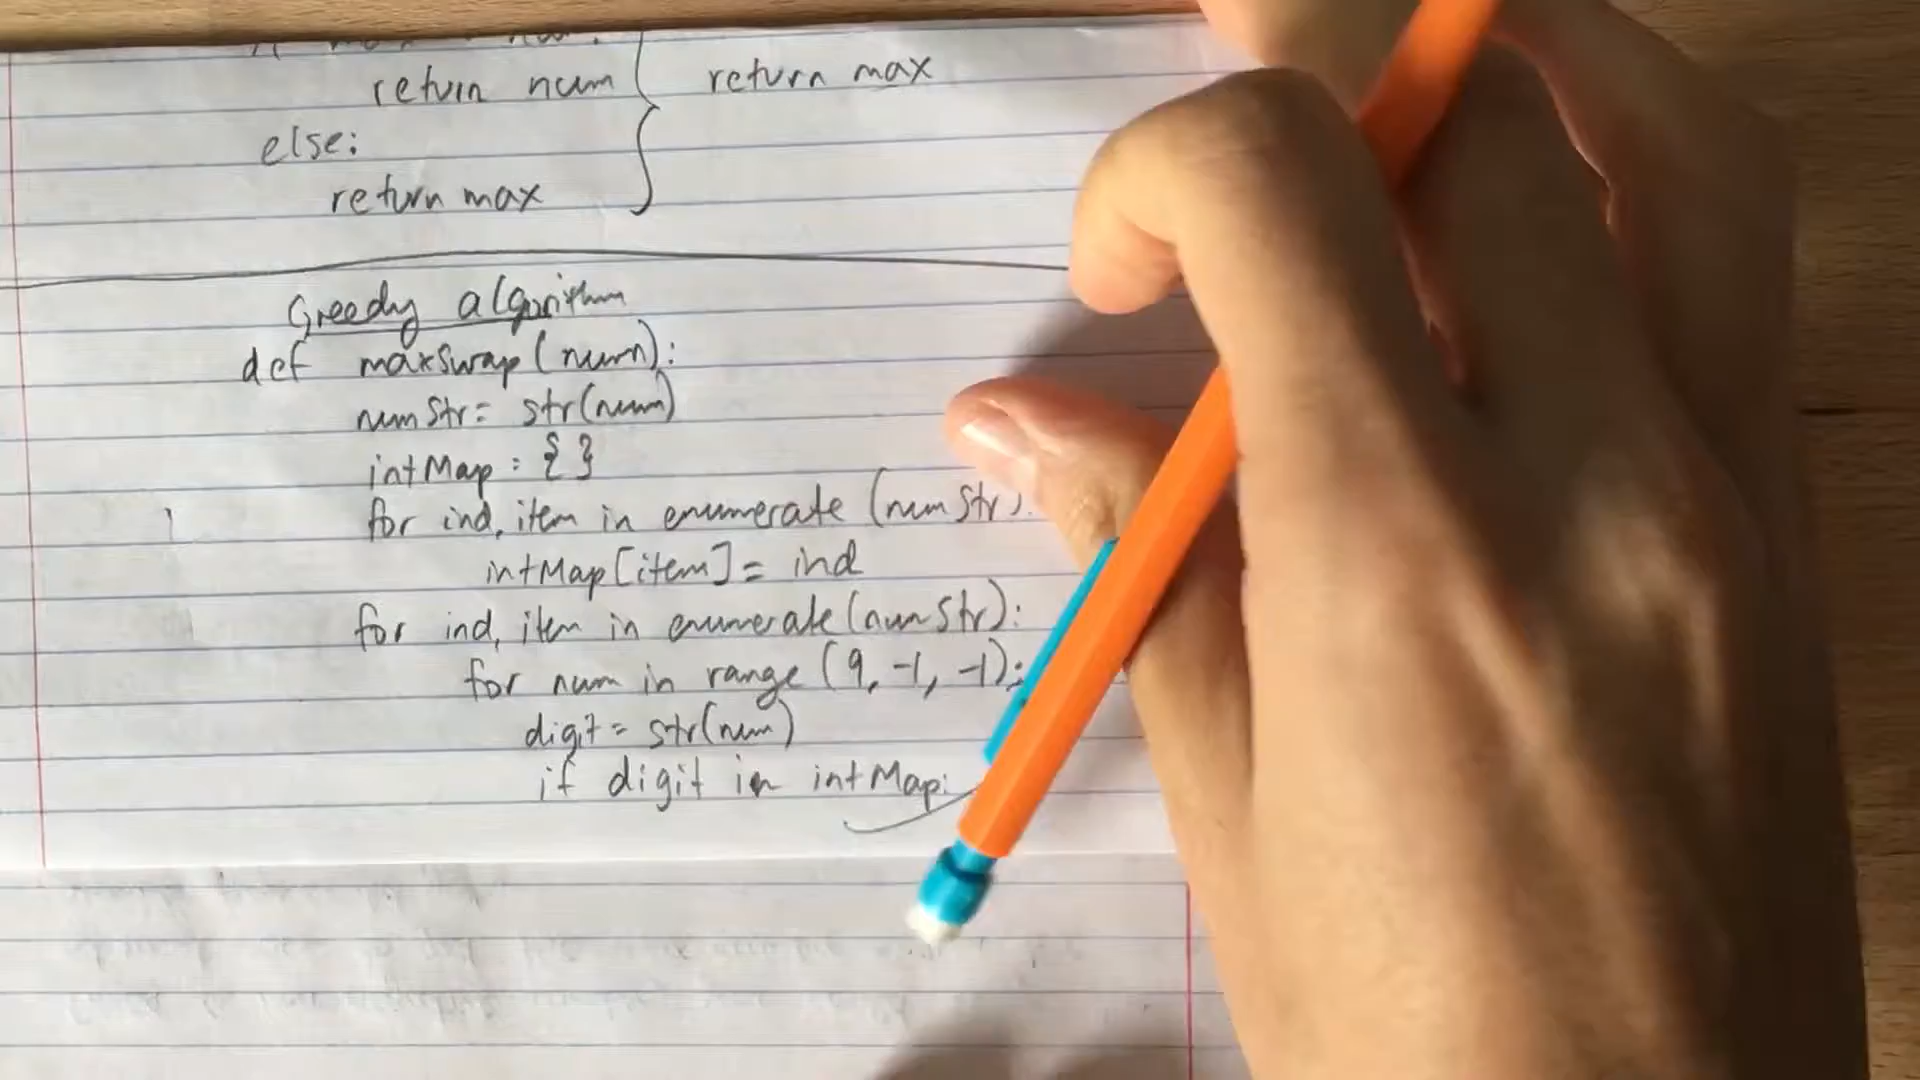 return num
return max
else:
return max
Greedy algorithm
def maxswap(num):
numStr= str(num)
intMap = {}
for ind, item in enumerate (numStr):
intMap[item] = ind
for ind, item in enumerate(numStr):
for num in range (9, -1, -1):
digit = str(num)
if digit in intMap: